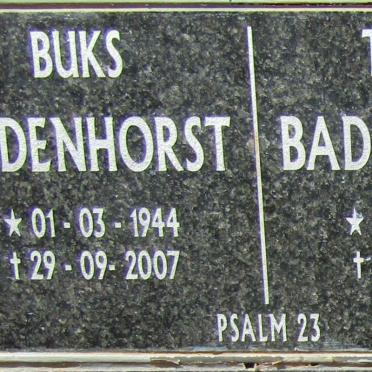 BUKS
DENHORST
★ 01 - 03 - 1944
† 29 - 09 - 2007
BAD
★
†
PSALM 23